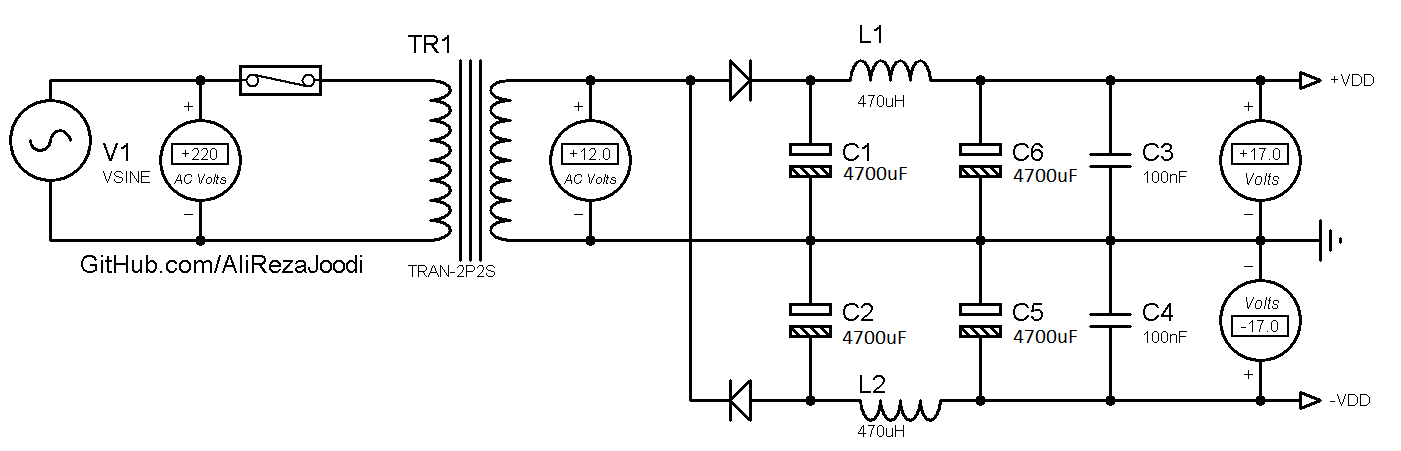 TR1
L1
470uH
+VDD
+
+
+
V1
VSINE
+220
AC Volts
+12.0
AC Volts
C1
4700uF
C6
4700uF
C3
100nF
+17.0
Volts
−
−
−
GitHub.com/AliRezaJoodi
TRAN-2P2S
−
C2
4700uF
C5
4700uF
C4
100nF
Volts
-17.0
+
L2
470uH
-VDD